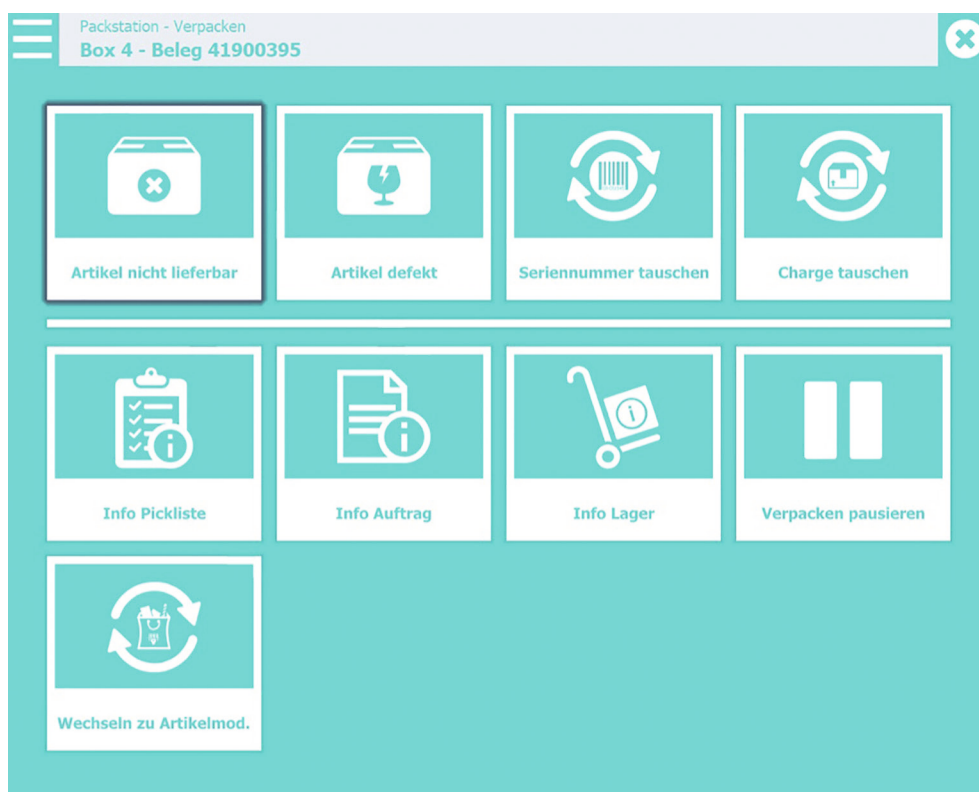 Packstation - Verpacken
Box 4 - Beleg 41900395
Artikel nicht lieferbar
Artikel defekt
Seriennummer tauschen
Charge tauschen
Info Pickliste
Info Auftrag
Info Lager
Verpacken pausieren
Wechseln zu Artikelmod.